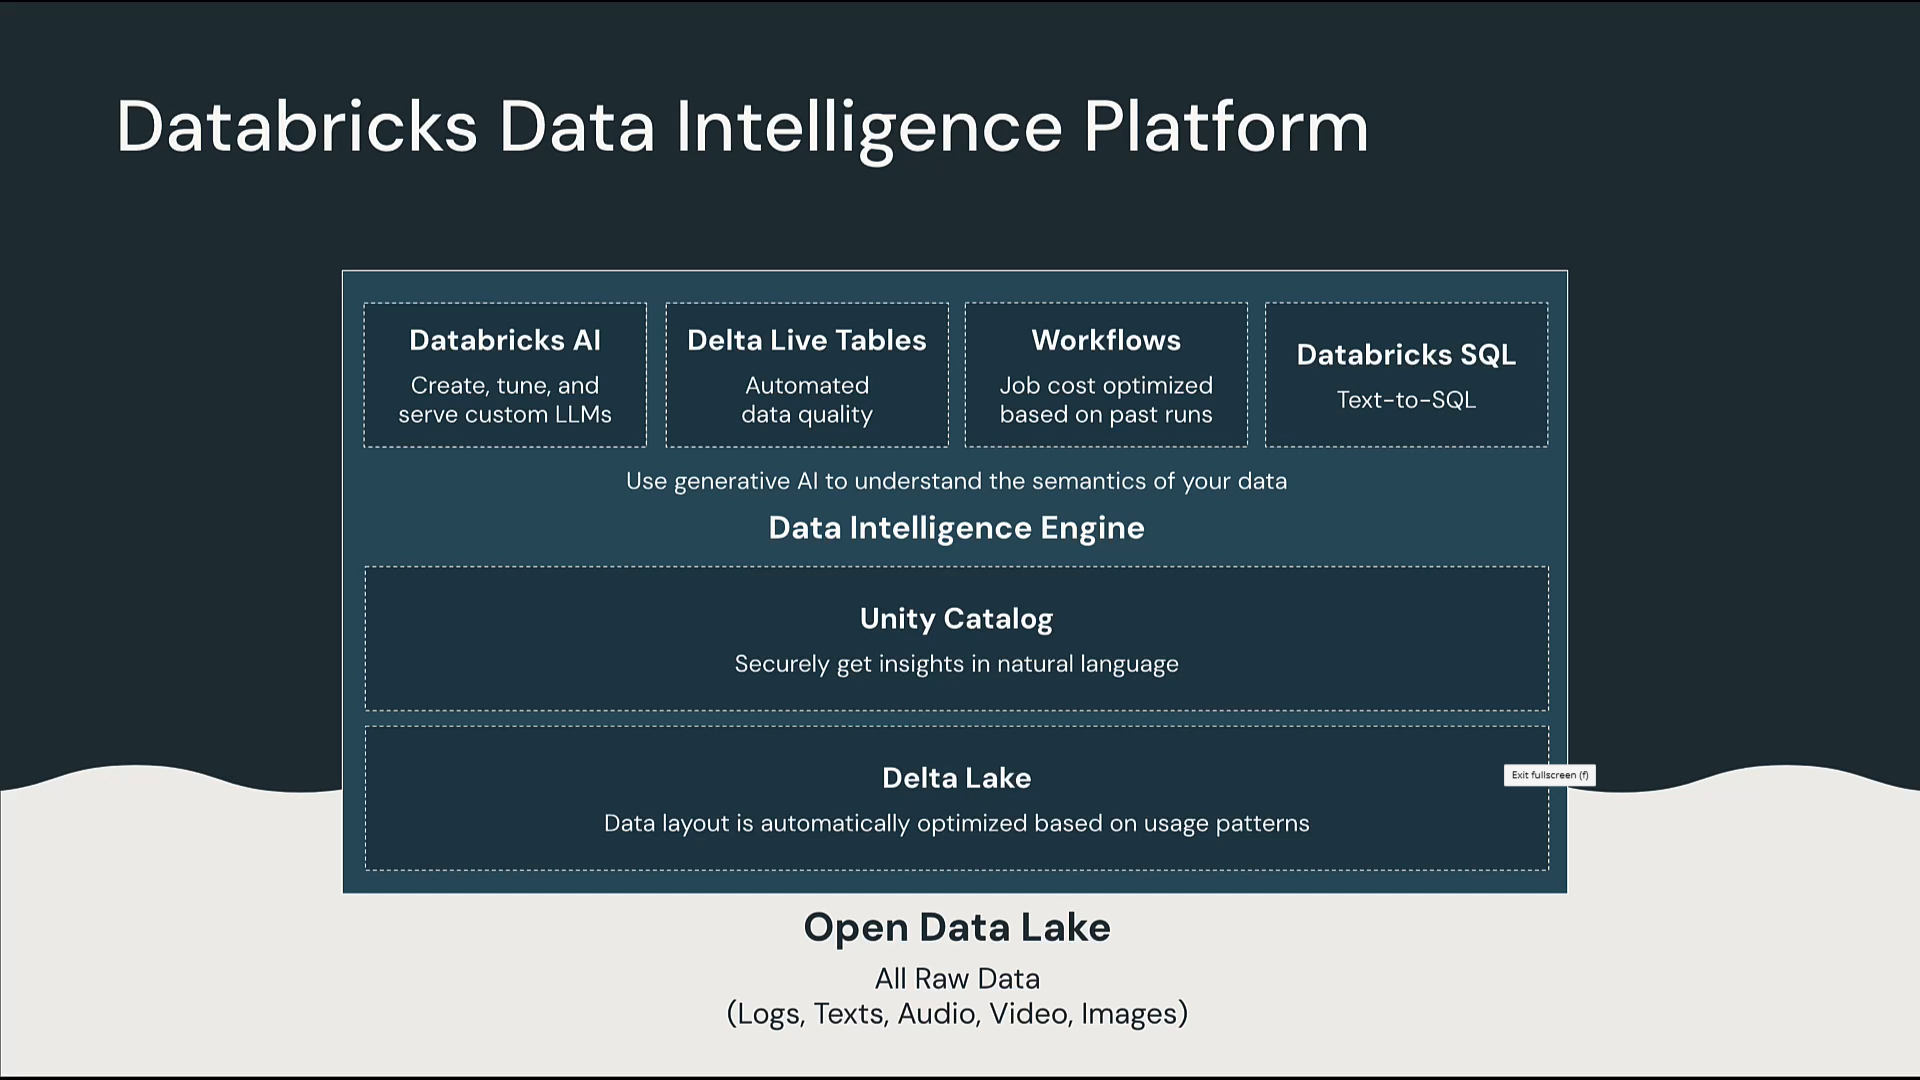 Databricks Data Intelligence Platform
Databricks AI
Create, tune, and
serve custom LLMs
Delta Live Tables
Automated
data quality
Workflows
Job cost optimized
based on past runs
Databricks SQL
Text-to-SQL
Use generative AI to understand the semantics of your data
Data Intelligence Engine
Unity Catalog
Securely get insights in natural language
Delta Lake
Exit fullscreen (f)
Data layout is automatically optimized based on usage patterns
Open Data Lake
All Raw Data
(Logs, Texts, Audio, Video, Images)